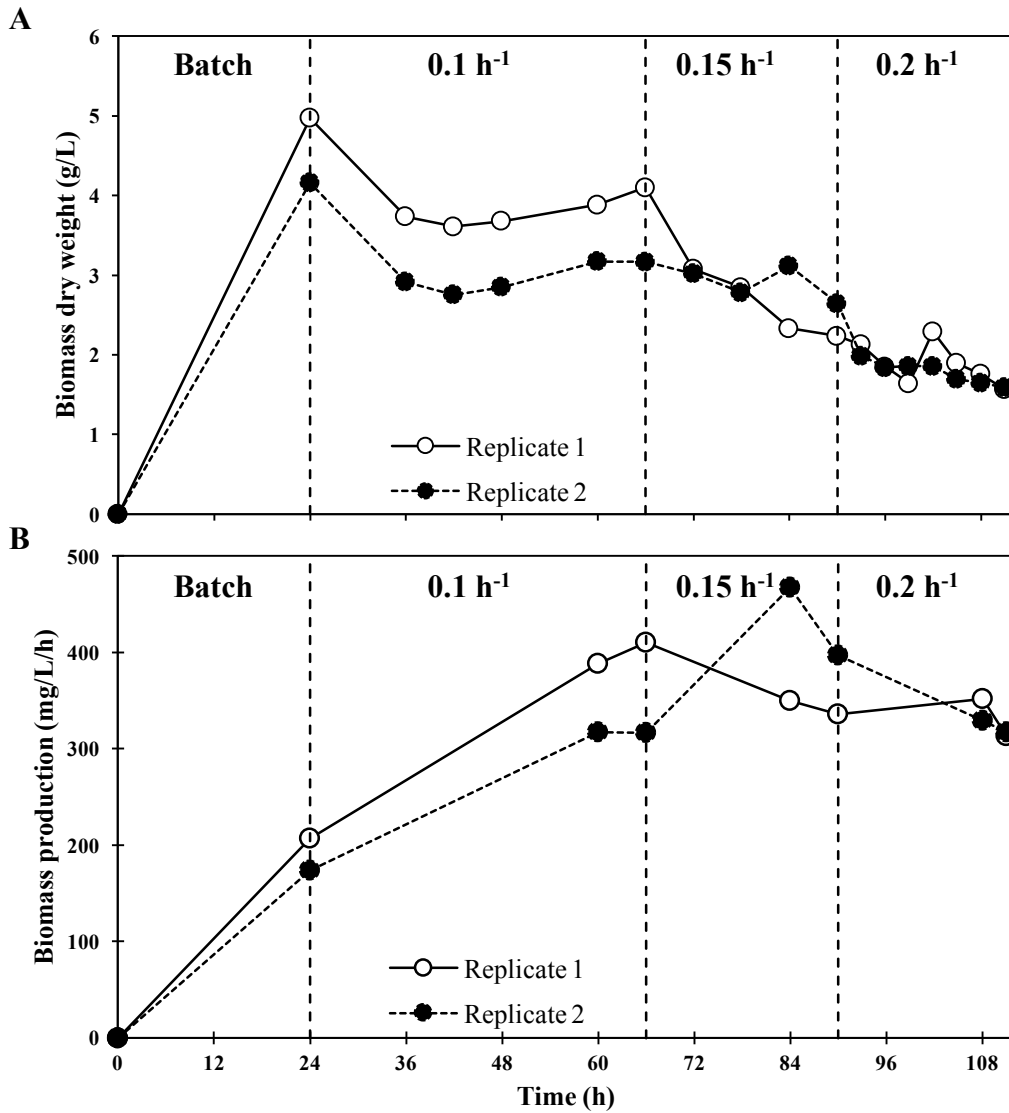 A
6
Batch 0.1 h⁻¹ 0.15 h⁻¹ 0.2 h⁻¹
5
4
3
2
1
0
Biomass dry weight (g/L)
Replicate 1
Replicate 2
B
500
Batch 0.1 h⁻¹ 0.15 h⁻¹ 0.2 h⁻¹
400
300
200
100
0
Biomass production (mg/L/h)
Replicate 1
Replicate 2
0 12 24 36 48 60 72 84 96 108
Time (h)